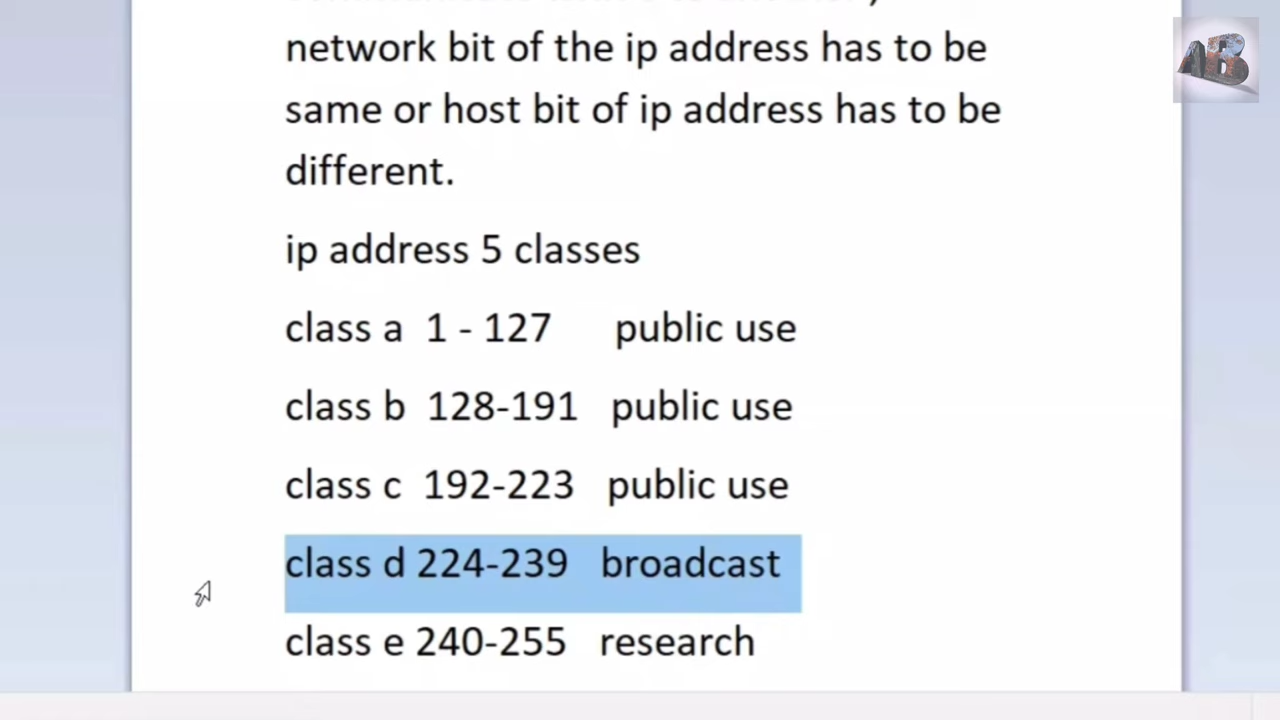 network bit of the ip address has to be
same or host bit of ip address has to be
different.
ip address 5 classes
class a 1 - 127 public use
class b 128-191 public use
class c 192-223 public use
class d 224-239 broadcast
class e 240-255 research
AB